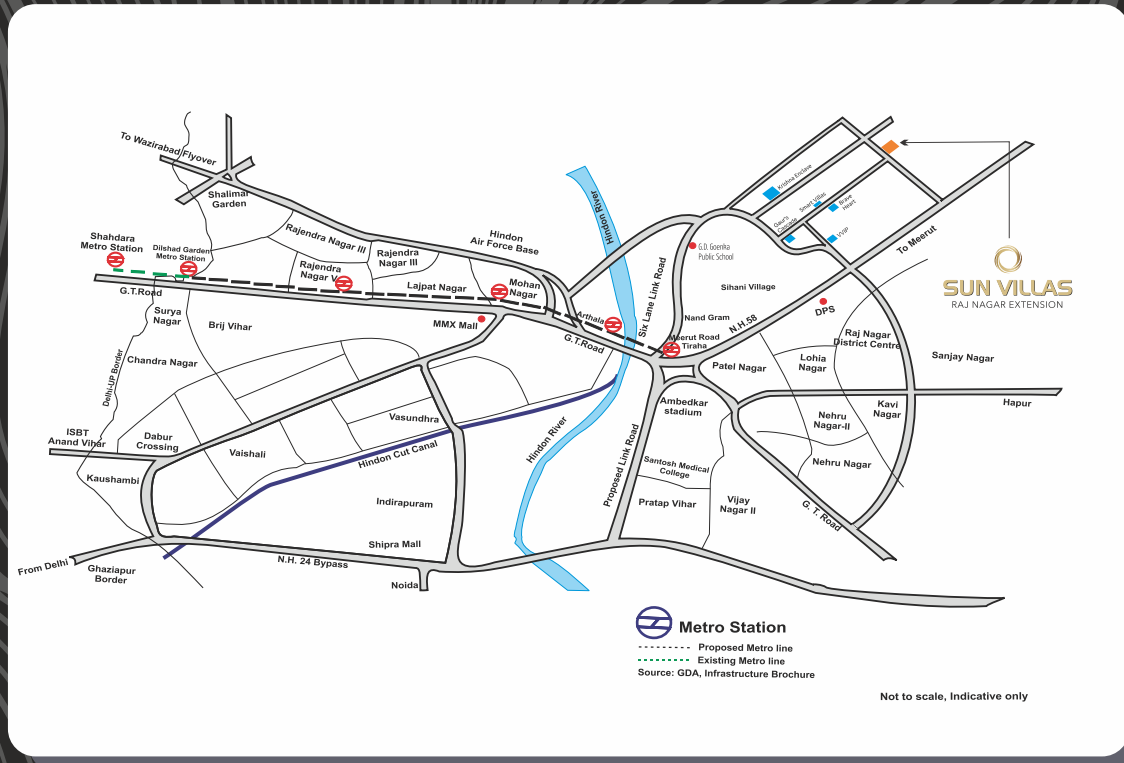 To Wazirabad Flyover
Shalimar
Garden
Shahdara
Metro Station
Dilshad Garden
Metro Station
Rajendra Nagar III
Rajendra
Nagar III
Rajendra
Nagar V
Hindon
Air Force Base
Hindon River
Lajpat Nagar
Mohan
Nagar
G.T.Road
Surya
Nagar
Brij Vihar
MMX Mall
Arthala
G.T.Road
Six Lane Link Road
Meerut Road
Tiraha
G.D. Goenka
Public School
Krishna Enclave
Smart Villas
Brave
Heart
Gaur's
Cascade
VVIP
To Meerut
SUN VILLAS
RAJ NAGAR EXTENSION
Sihani Village
Nand Gram
N.H.58
DPS
Raj Nagar
District Centre
Sanjay Nagar
Lohia
Nagar
Patel Nagar
Chandra Nagar
Delhi-UP Border
Ambedkar
stadium
Nehru
Nagar-II
Kavi
Nagar
Hapur
ISBT
Anand Vihar
Dabur
Crossing
Vaishali
Vasundhra
Hindon Cut Canal
Hindon River
Proposed Link Road
Santosh Medical
College
Nehru Nagar
Kaushambi
Indirapuram
Pratap Vihar
Vijay
Nagar II
G. T. Road
Shipra Mall
From Delhi
Ghaziapur
Border
N.H. 24 Bypass
Noida
Metro Station
Proposed Metro line
Existing Metro line
Source: GDA, Infrastructure Brochure
Not to scale, Indicative only